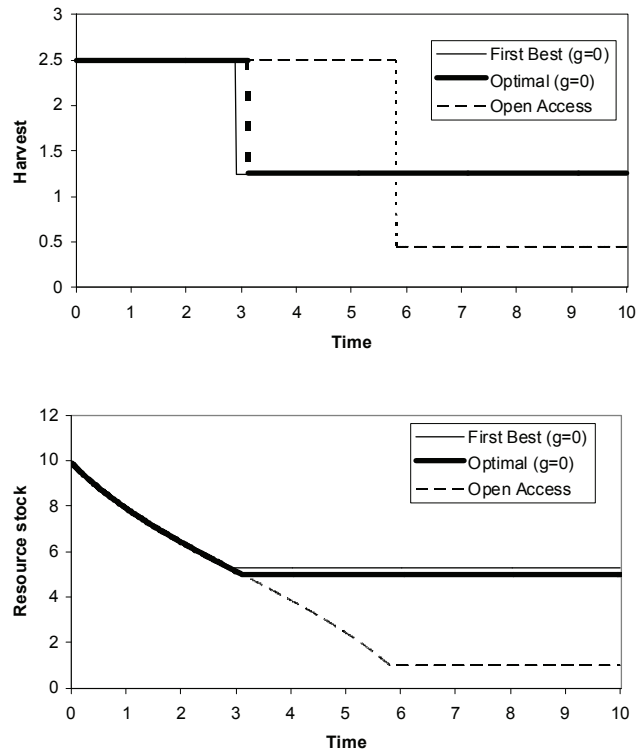 3
2.5
2
1.5
1
0.5
0
Harvest
First Best (g=0)
Optimal (g=0)
Open Access
0 1 2 3 4 5 6 7 8 9 10
Time
12
10
8
6
4
2
0
Resource stock
First Best (g=0)
Optimal (g=0)
Open Access
0 1 2 3 4 5 6 7 8 9 10
Time